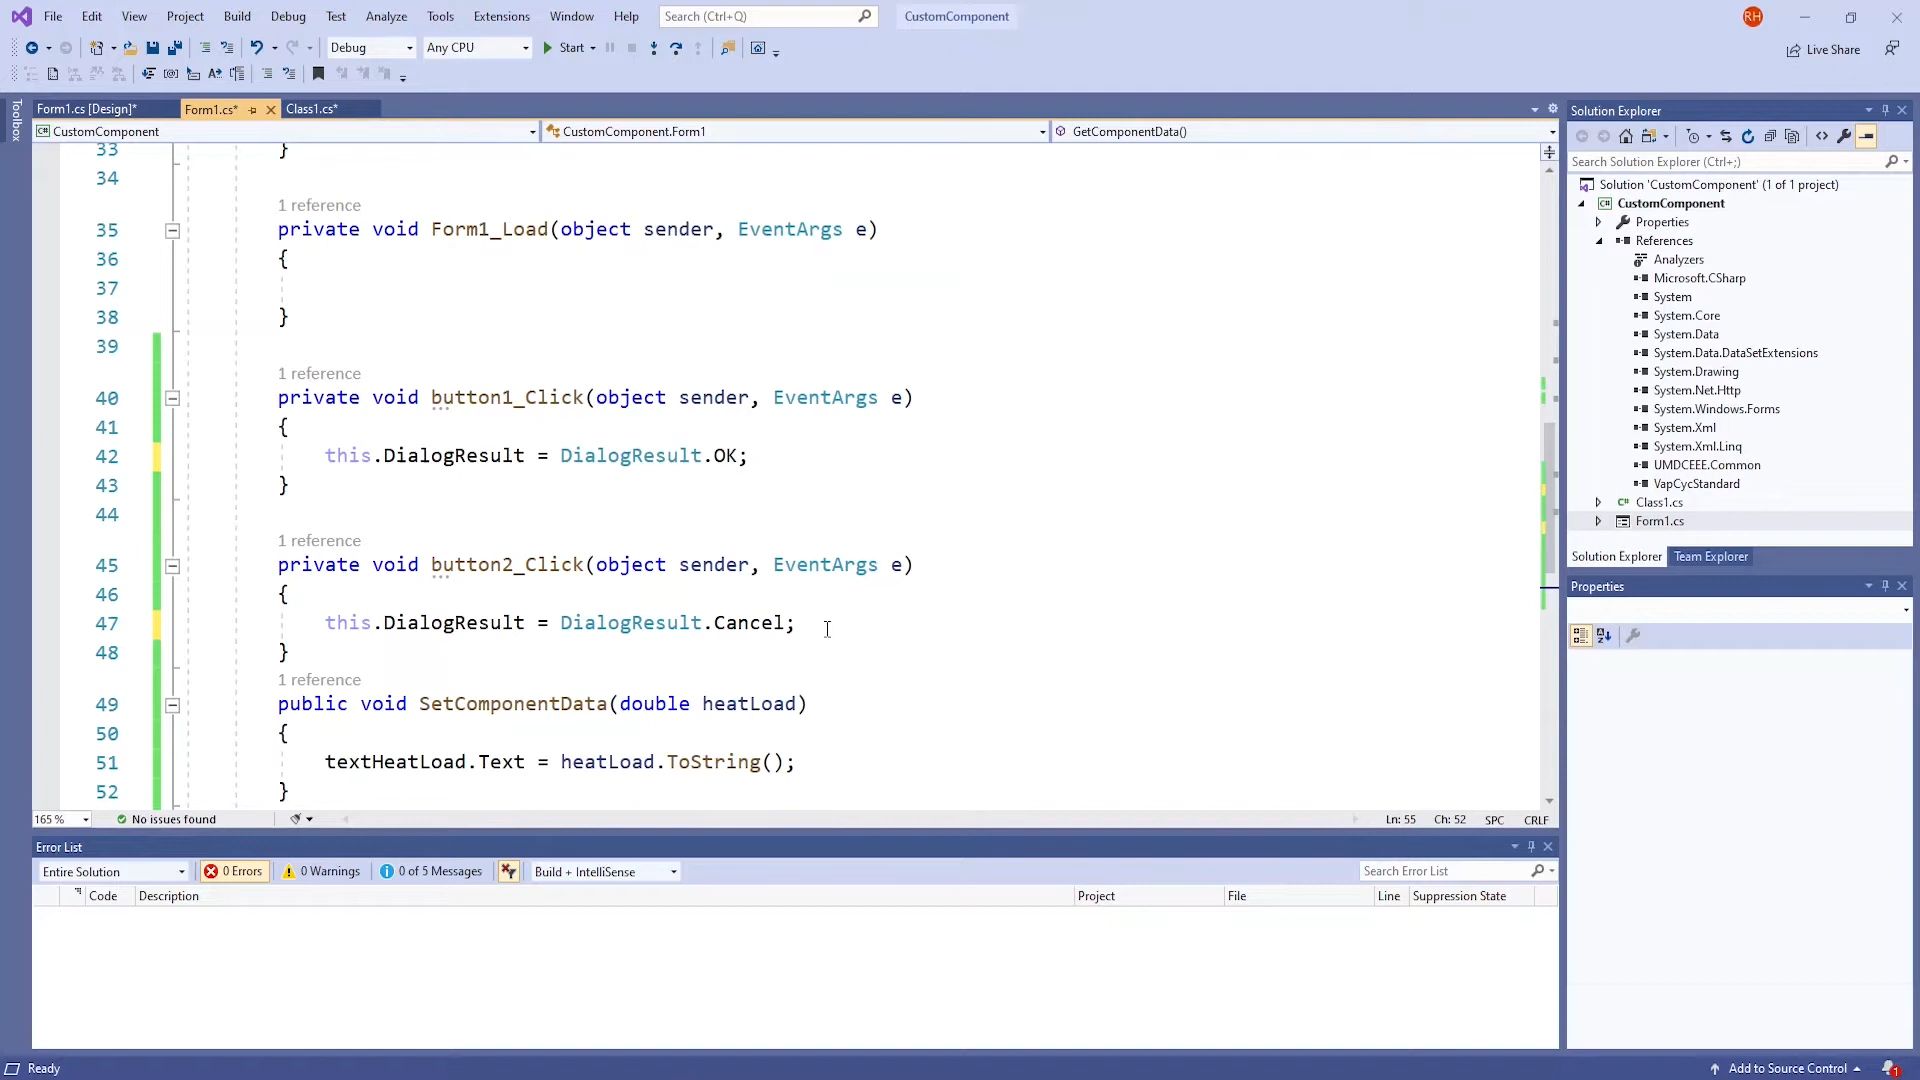 File Edit View Project Build Debug Test Analyze Tools Extensions Window Help Search (Ctrl+Q) CustomComponent RH
Debug Any CPU Start Live Share
Toolbox
Form1.cs [Design]* Form1.cs* Class1.cs*
CustomComponent CustomComponent.Form1 GetComponentData()
33 }
34
1 reference
35 private void Form1_Load(object sender, EventArgs e)
36 {
37
38 }
39
1 reference
40 private void button1_Click(object sender, EventArgs e)
41 {
42 this.DialogResult = DialogResult.OK;
43 }
44
1 reference
45 private void button2_Click(object sender, EventArgs e)
46 {
47 this.DialogResult = DialogResult.Cancel;
48 }
1 reference
49 public void SetComponentData(double heatLoad)
50 {
51 textHeatLoad.Text = heatLoad.ToString();
52 }
165 % No issues found Ln: 55 Ch: 52 SPC CRLF
Error List
Entire Solution 0 Errors 0 Warnings 0 of 5 Messages Build + IntelliSense Search Error List
Code Description Project File Line Suppression State
Solution Explorer
Search Solution Explorer (Ctrl+;)
Solution 'CustomComponent' (1 of 1 project)
C# CustomComponent
Properties
References
Analyzers
Microsoft.CSharp
System
System.Core
System.Data
System.Data.DataSetExtensions
System.Drawing
System.Net.Http
System.Windows.Forms
System.Xml
System.Xml.Linq
UMDCEEE.Common
VapCycStandard
C# Class1.cs
Form1.cs
Solution Explorer Team Explorer
Properties
Ready Add to Source Control 1